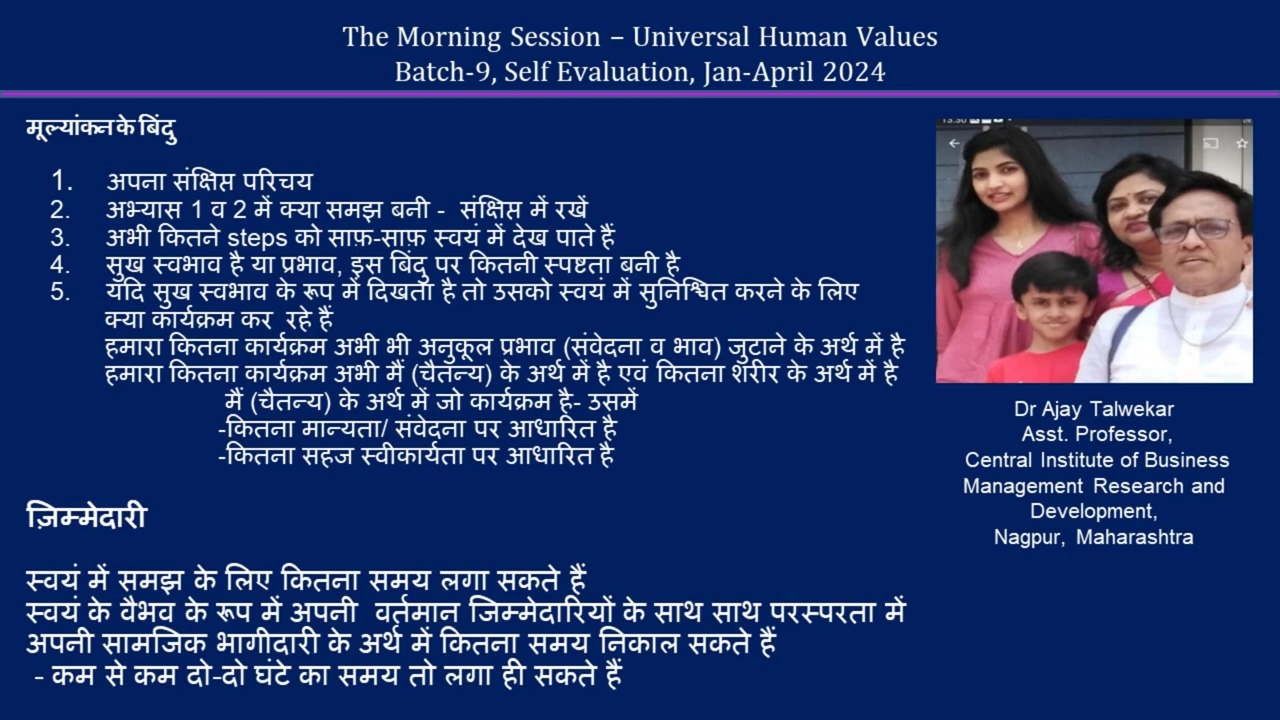 The Morning Session – Universal Human Values
Batch-9, Self Evaluation, Jan-April 2024
मूल्यांकन के बिंदु
1. अपना संक्षिप्त परिचय
2. अभ्यास 1 व 2 में क्या समझ बनी - संक्षिप्त में रखें
3. अभी कितने steps को साफ़-साफ़ स्वयं में देख पाते हैं
4. सुख स्वभाव है या प्रभाव, इस बिंदु पर कितनी स्पष्टता बनी है
5. यदि सुख स्वभाव के रूप में दिखता है तो उसको स्वयं में सुनिश्चित करने के लिए
क्या कार्यक्रम कर रहे हैं
हमारा कितना कार्यक्रम अभी भी अनुकूल प्रभाव (संवेदना व भाव) जुटाने के अर्थ में है
हमारा कितना कार्यक्रम अभी मैं (चैतन्य) के अर्थ में है एवं कितना शरीर के अर्थ में है
मैं (चैतन्य) के अर्थ में जो कार्यक्रम है- उसमें
-कितना मान्यता/ संवेदना पर आधारित है
-कितना सहज स्वीकार्यता पर आधारित है
ज़िम्मेदारी
स्वयं में समझ के लिए कितना समय लगा सकते हैं
स्वयं के वैभव के रूप में अपनी वर्तमान जिम्मेदारियों के साथ साथ परस्परता में
अपनी सामजिक भागीदारी के अर्थ में कितना समय निकाल सकते हैं
- कम से कम दो-दो घंटे का समय तो लगा ही सकते हैं
Dr Ajay Talwekar
Asst. Professor,
Central Institute of Business
Management Research and
Development,
Nagpur, Maharashtra